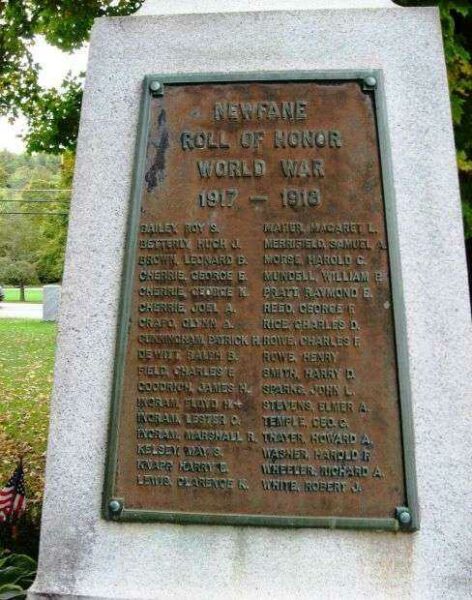 NEWFANE
ROLL OF HONOR
WORLD WAR
1917 — 1918
BAILEY, ROY S.
BETTERLY, HUGH J.
BROWN, LEONARD B.
CHERRIE, GEORGE E.
CHERRIE, GEORGE K.
CHERRIE, JOEL A.
CRAPO, GLYNN A.
CUNNINGHAM, PATRICK H.
DEWITT, RALPH B.
FIELD, CHARLES E.
GOODRICH, JAMES H.
INGRAM, FLOYD H.
INGRAM, LESTER C.
INGRAM, MARSHALL R.
KELSEY, MAY S.
KNAPP HARRY
LEWIS, CLARENCE K.
MAHER, MAGARET L.
MERRIFIELD, SAMUEL A.
MORSE, HAROLD C.
MUNDELL, WILLIAM P.
PRATT, RAYMOND E.
REED, GEORGE F.
RICE, CHARLES D.
ROWE, CHARLES F.
ROWE, HENRY
SMITH, HARRY D.
SPARKS, JOHN L.
STEVENS, ELMER A.
TEMPLE, GEO. C.
THAYER, HOWARD A.
WASHER, HAROLD P.
WHEELER, RICHARD A.
WHITE, ROBERT J.